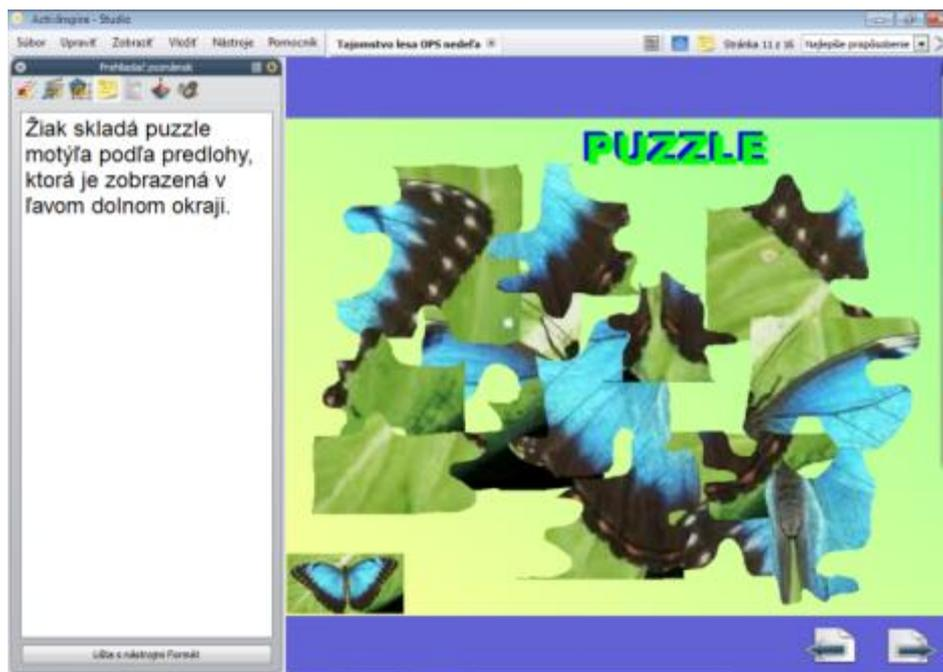 ActivInspire - Studio
Súbor Upraviť Zobraziť Vložiť Nástroje Pomocník Tajomstvo lesa OPS nedeľa Stránka 11 z 16 Najlepšie prispôsobenie
Prehliadač poznámok
PUZZLE
Žiak skladá puzzle
motýľa podľa predlohy,
ktorá je zobrazená v
ľavom dolnom okraji.
Lišta s nástrojmi Formát